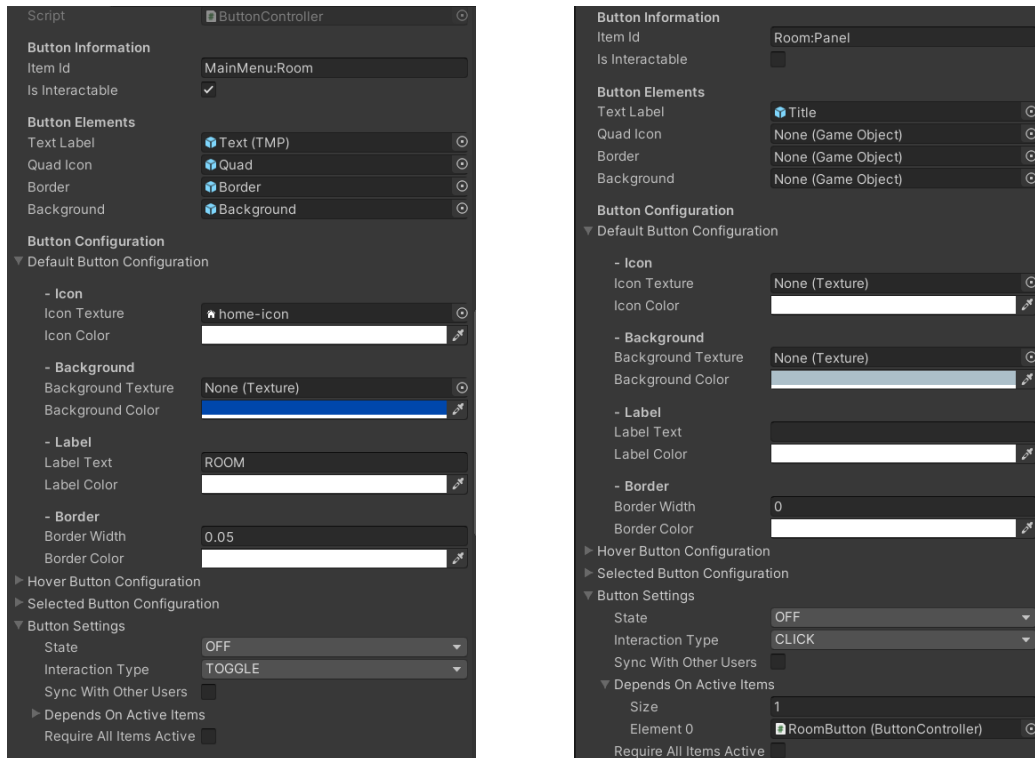 Script ButtonController
Button Information
Item Id MainMenu:Room
Is Interactable
Button Elements
Text Label Text (TMP)
Quad Icon Quad
Border Border
Background Background
Button Configuration
Default Button Configuration
- Icon
Icon Texture home-icon
Icon Color
- Background
Background Texture None (Texture)
Background Color
- Label
Label Text ROOM
Label Color
- Border
Border Width 0.05
Border Color
Hover Button Configuration
Selected Button Configuration
Button Settings
State OFF
Interaction Type TOGGLE
Sync With Other Users
Depends On Active Items
Require All Items Active
Button Information
Item Id Room:Panel
Is Interactable
Button Elements
Text Label Title
Quad Icon None (Game Object)
Border None (Game Object)
Background None (Game Object)
Button Configuration
Default Button Configuration
- Icon
Icon Texture None (Texture)
Icon Color
- Background
Background Texture None (Texture)
Background Color
- Label
Label Text
Label Color
- Border
Border Width 0
Border Color
Hover Button Configuration
Selected Button Configuration
Button Settings
State OFF
Interaction Type CLICK
Sync With Other Users
Depends On Active Items
Size 1
Element 0 RoomButton (ButtonController)
Require All Items Active